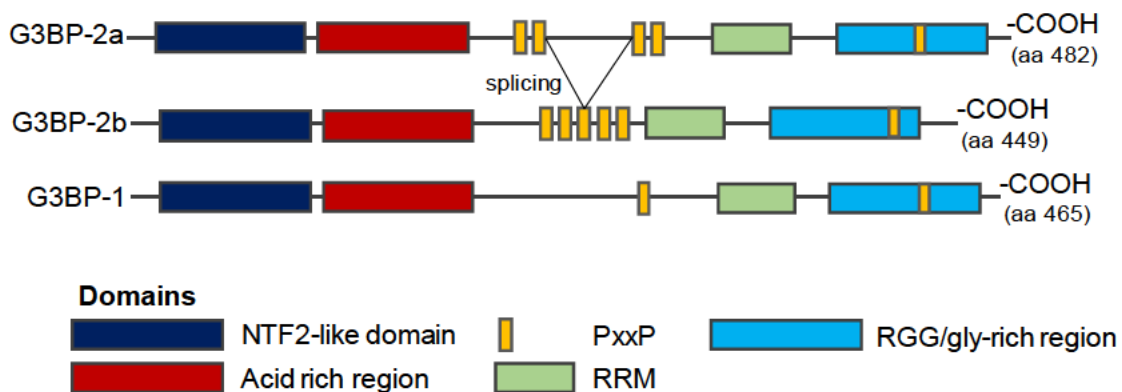 G3BP-2a
-COOH
(aa 482)
splicing
G3BP-2b
-COOH
(aa 449)
G3BP-1
-COOH
(aa 465)
Domains
NTF2-like domain
PxxP
RGG/gly-rich region
Acid rich region
RRM